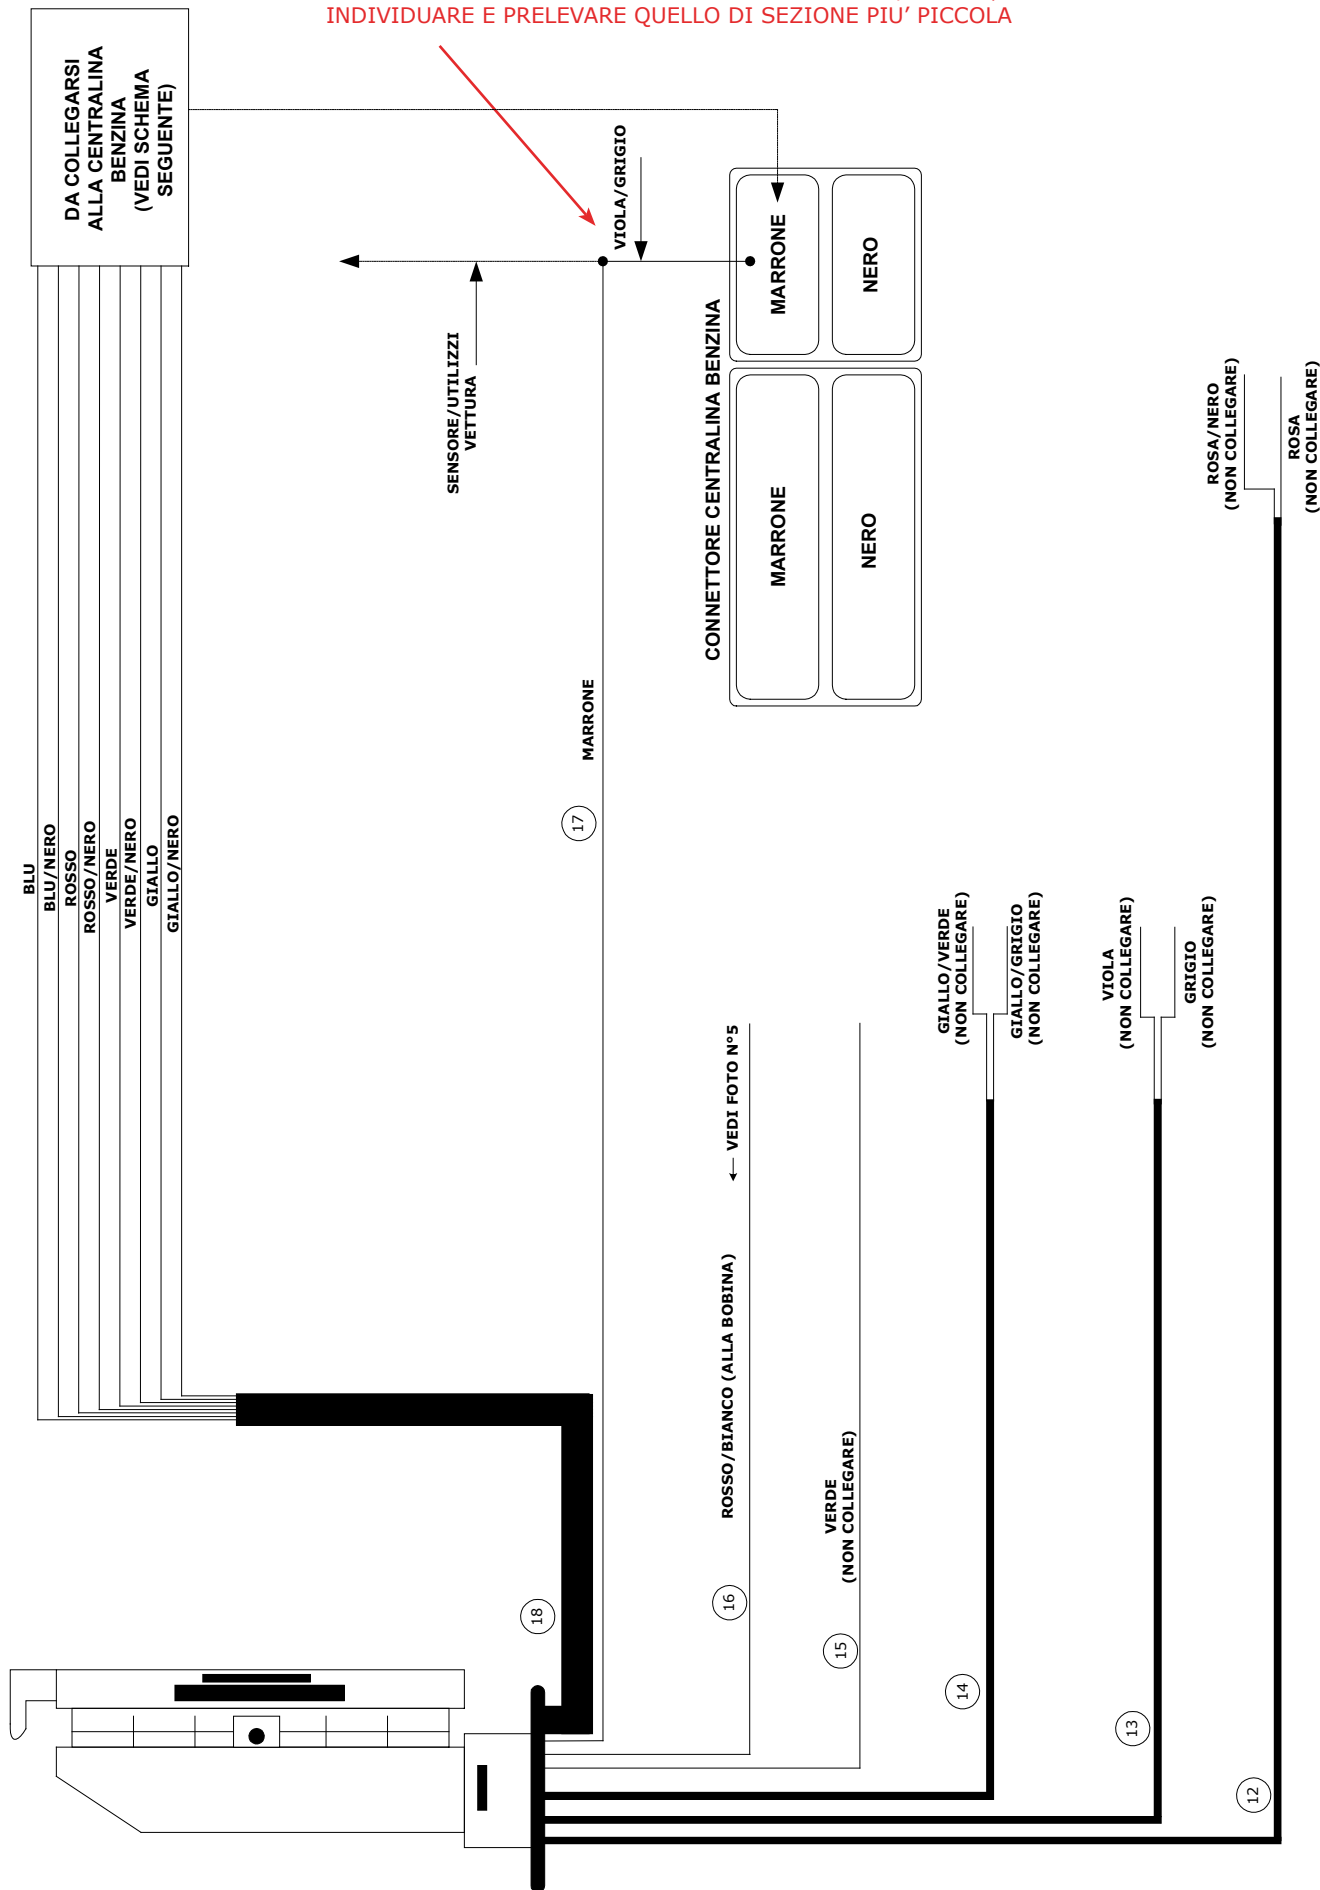 INDIVIDUARE E PRELEVARE QUELLO DI SEZIONE PIU’ PICCOLA
DA COLLEGARSI
ALLA CENTRALINA
BENZINA
(VEDI SCHEMA
SEGUENTE)
BLU
BLU/NERO
ROSSO
ROSSO/NERO
VERDE
VERDE/NERO
GIALLO
GIALLO/NERO
SENSORE/UTILIZZI
VETTURA
VIOLA/GRIGIO
CONNETTORE CENTRALINA BENZINA
MARRONE
NERO
MARRONE
NERO
MARRONE
17
18
ROSSO/BIANCO (ALLA BOBINA)
← VEDI FOTO N°5
16
VERDE
(NON COLLEGARE)
15
GIALLO/VERDE
(NON COLLEGARE)
GIALLO/GRIGIO
(NON COLLEGARE)
14
VIOLA
(NON COLLEGARE)
GRIGIO
(NON COLLEGARE)
13
ROSA/NERO
(NON COLLEGARE)
ROSA
(NON COLLEGARE)
12